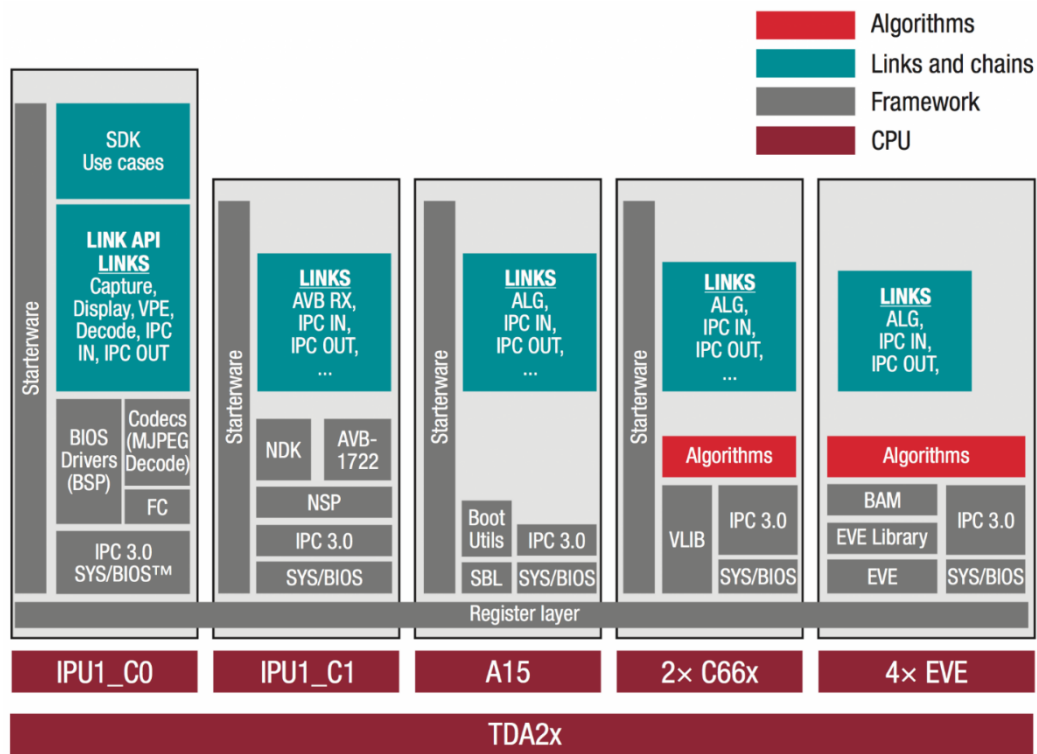 Algorithms
Links and chains
Framework
CPU
Starterware
SDK
Use cases
LINK API
LINKS
Capture,
Display, VPE,
Decode, IPC
IN, IPC OUT
BIOS
Drivers
(BSP)
Codecs
(MJPEG
Decode)
FC
IPC 3.0
SYS/BIOS™
Starterware
LINKS
AVB RX,
IPC IN,
IPC OUT,
...
NDK
AVB-
1722
NSP
IPC 3.0
SYS/BIOS
Starterware
LINKS
ALG,
IPC IN,
IPC OUT,
...
Boot
Utils
IPC 3.0
SBL
SYS/BIOS
Starterware
LINKS
ALG,
IPC IN,
IPC OUT,
...
Algorithms
VLIB
IPC 3.0
SYS/BIOS
LINKS
ALG,
IPC IN,
IPC OUT,
Algorithms
BAM
EVE Library
EVE
IPC 3.0
SYS/BIOS
Register layer
IPU1_C0
IPU1_C1
A15
2× C66x
4× EVE
TDA2x